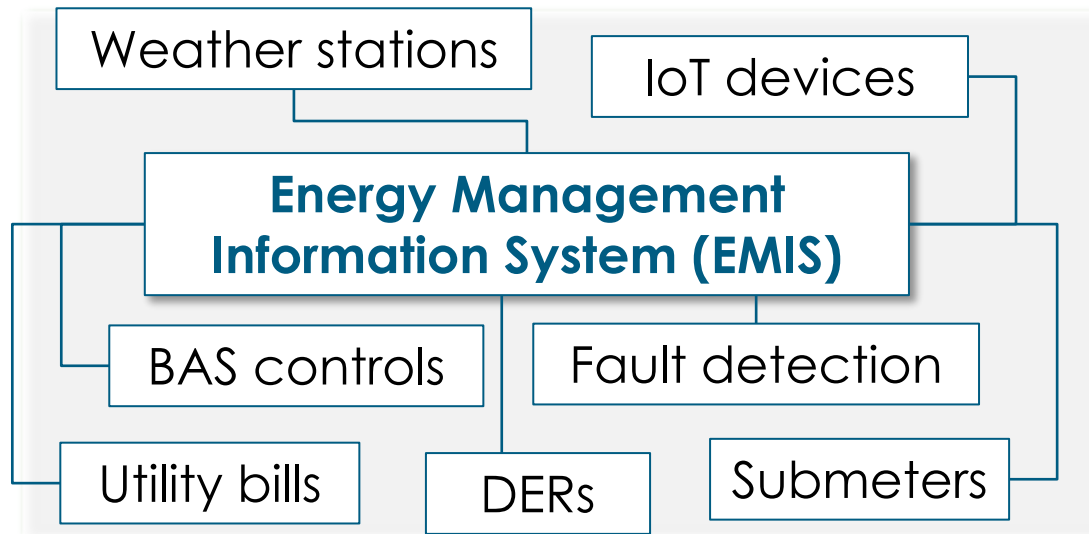 Weather stations
IoT devices
Energy Management
Information System (EMIS)
BAS controls
Fault detection
Utility bills
DERs
Submeters